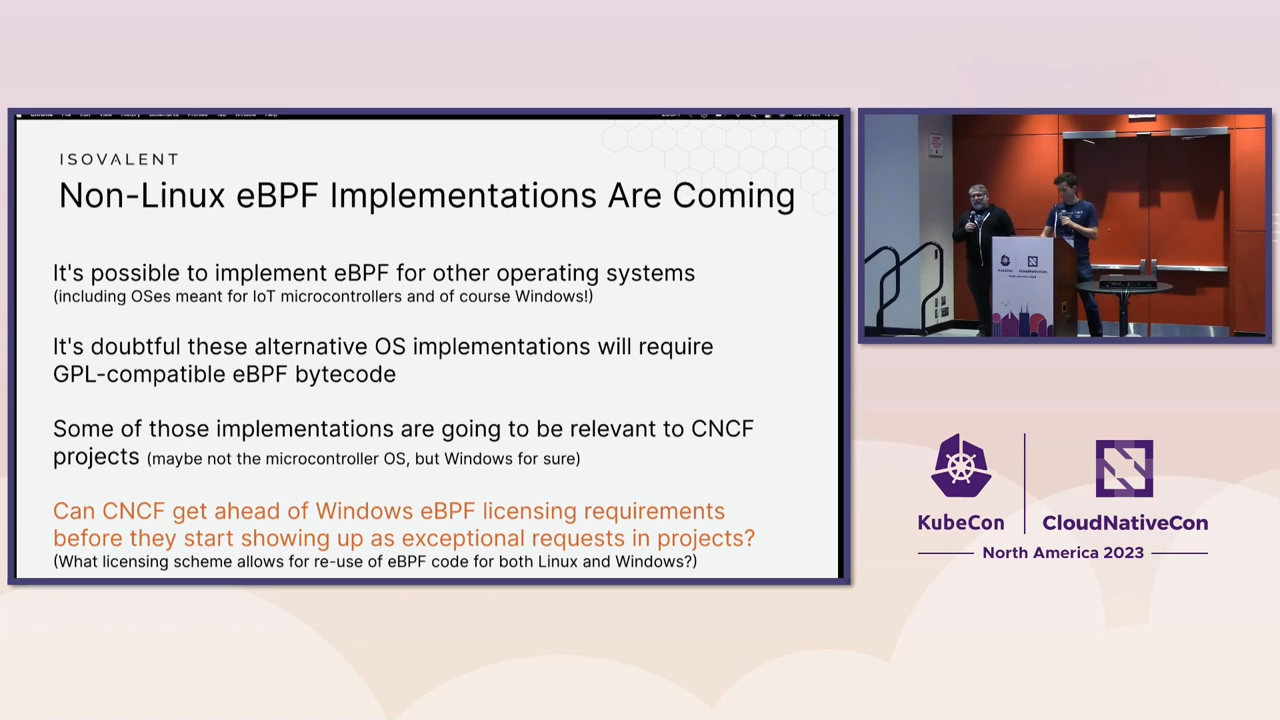 ISOVALENT
Non-Linux eBPF Implementations Are Coming
It's possible to implement eBPF for other operating systems
(including OSes meant for IoT microcontrollers and of course Windows!)
It's doubtful these alternative OS implementations will require
GPL-compatible eBPF bytecode
Some of those implementations are going to be relevant to CNCF
projects (maybe not the microcontroller OS, but Windows for sure)
Can CNCF get ahead of Windows eBPF licensing requirements
before they start showing up as exceptional requests in projects?
(What licensing scheme allows for re-use of eBPF code for both Linux and Windows?)
KubeCon
CloudNativeCon
KubeCon CloudNativeCon
North America 2023